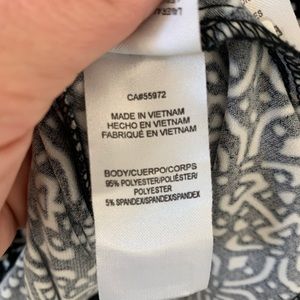 CA#55972
MADE IN VIETNAM
HECHO EN VIETNAM
FABRIQUÉ EN VIETNAM
BODY/CUERPO/CORPS
95% POLYESTER/POLIÉSTER/
POLYESTER
5% SPANDEX/SPANDEX/SPANDEX